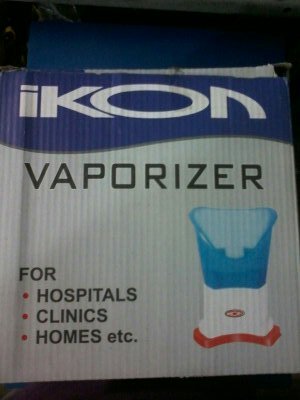 iKON
VAPORIZER
FOR
• HOSPITALS
• CLINICS
• HOMES etc.